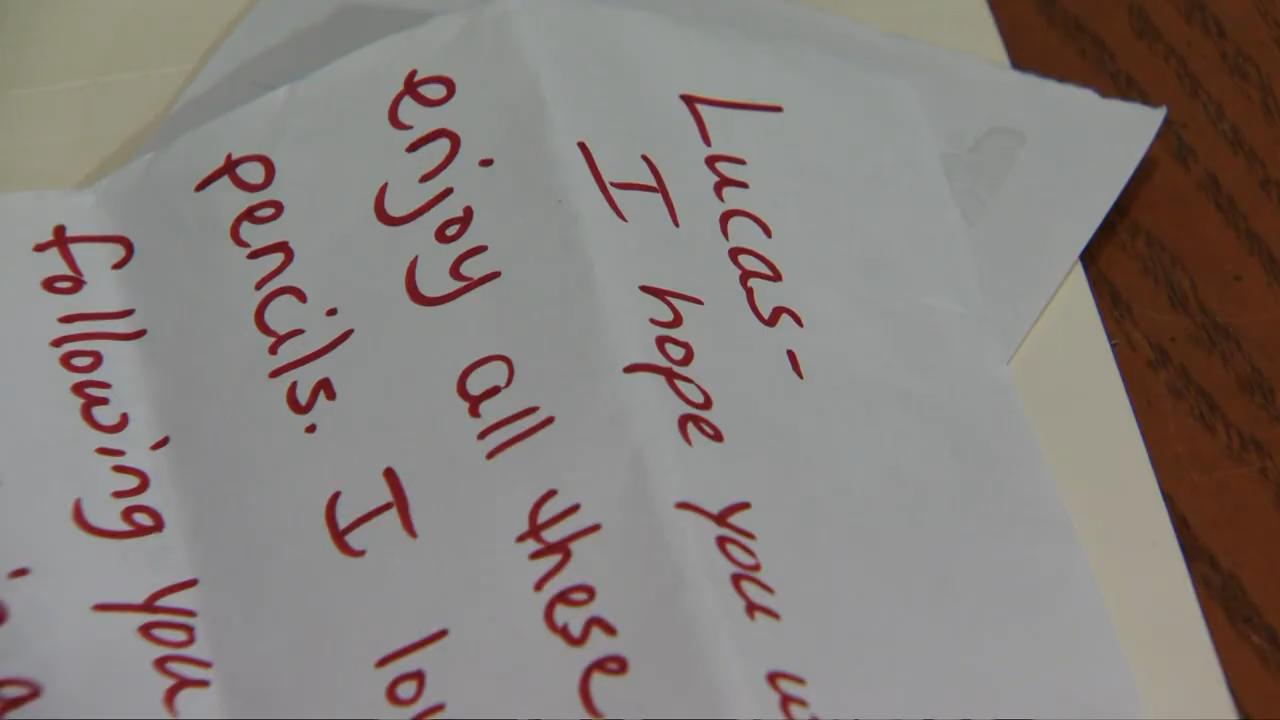 Lucas-
I hope you
enjoy all these
pencils. I
following you